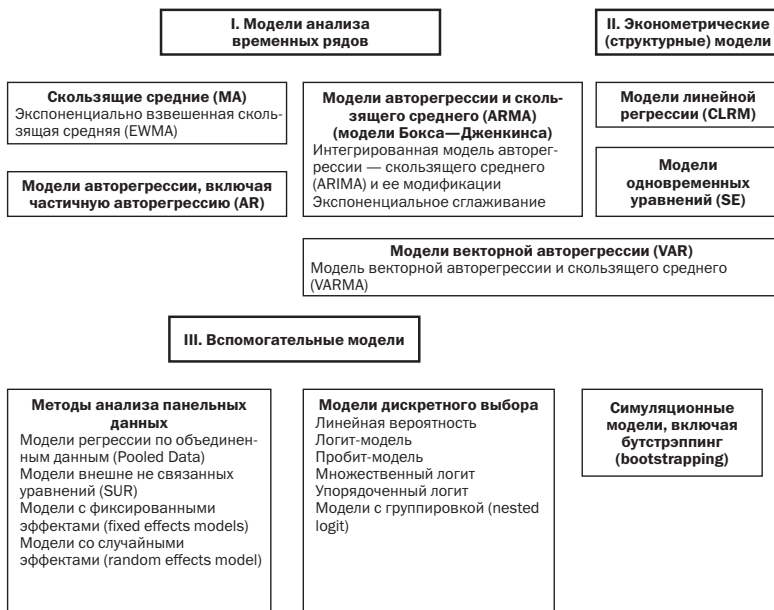 I. Модели анализа
временных рядов
II. Эконометрические
(структурные) модели
Скользящие средние (MA)
Экспоненциально взвешенная сколь-
зящая средняя (EWMA)
Модели авторегрессии, включая
частичную авторегрессию (AR)
Модели авторегрессии и сколь-
зящего среднего (ARMA)
(модели Бокса—Дженкинса)
Интегрированная модель авторег-
рессии — скользящего среднего
(ARIMA) и ее модификации
Экспоненциальное сглаживание
Модели линейной
регрессии (CLRM)
Модели
одновременных
уравнений (SE)
Модели векторной авторегрессии (VAR)
Модель векторной авторегрессии и скользящего среднего
(VARMA)
III. Вспомогательные модели
Методы анализа панельных
данных
Модели регрессии по объединен-
ным данным (Pooled Data)
Модели внешне не связанных
уравнений (SUR)
Модели с фиксированными
эффектами (fixed effects models)
Модели со случайными
эффектами (random effects model)
Модели дискретного выбора
Линейная вероятность
Логит-модель
Пробит-модель
Множественный логит
Упорядоченный логит
Модели с группировкой (nested
logit)
Симуляционные
модели, включая
бутстрэппинг
(bootstrapping)